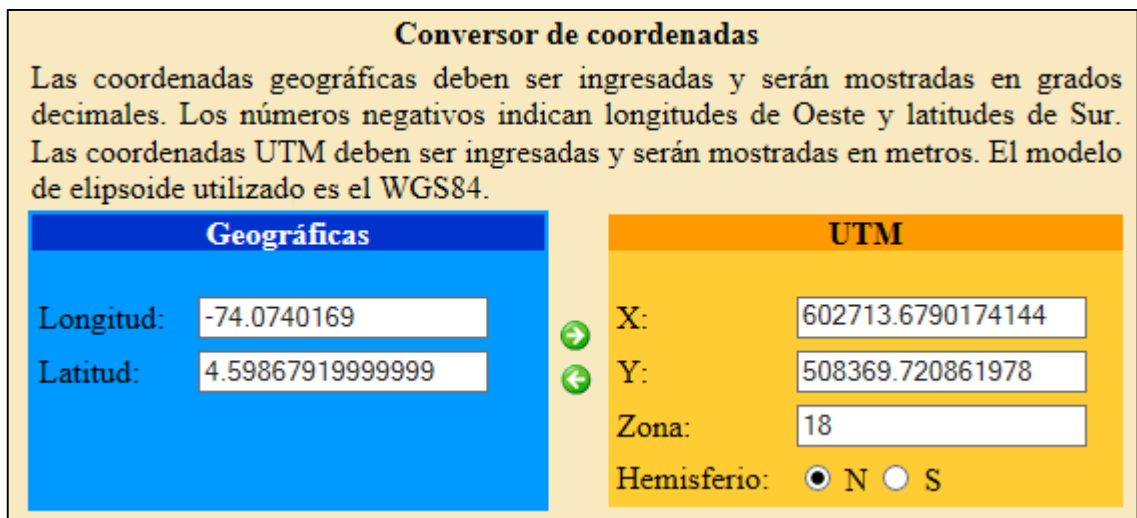 Conversor de coordenadas
Las coordenadas geográficas deben ser ingresadas y serán mostradas en grados
decimales. Los números negativos indican longitudes de Oeste y latitudes de Sur.
Las coordenadas UTM deben ser ingresadas y serán mostradas en metros. El modelo
de elipsoide utilizado es el WGS84.
Geográficas
Longitud: -74.0740169
Latitud: 4.59867919999999
UTM
X: 602713.6790174144
Y: 508369.720861978
Zona: 18
Hemisferio: N S